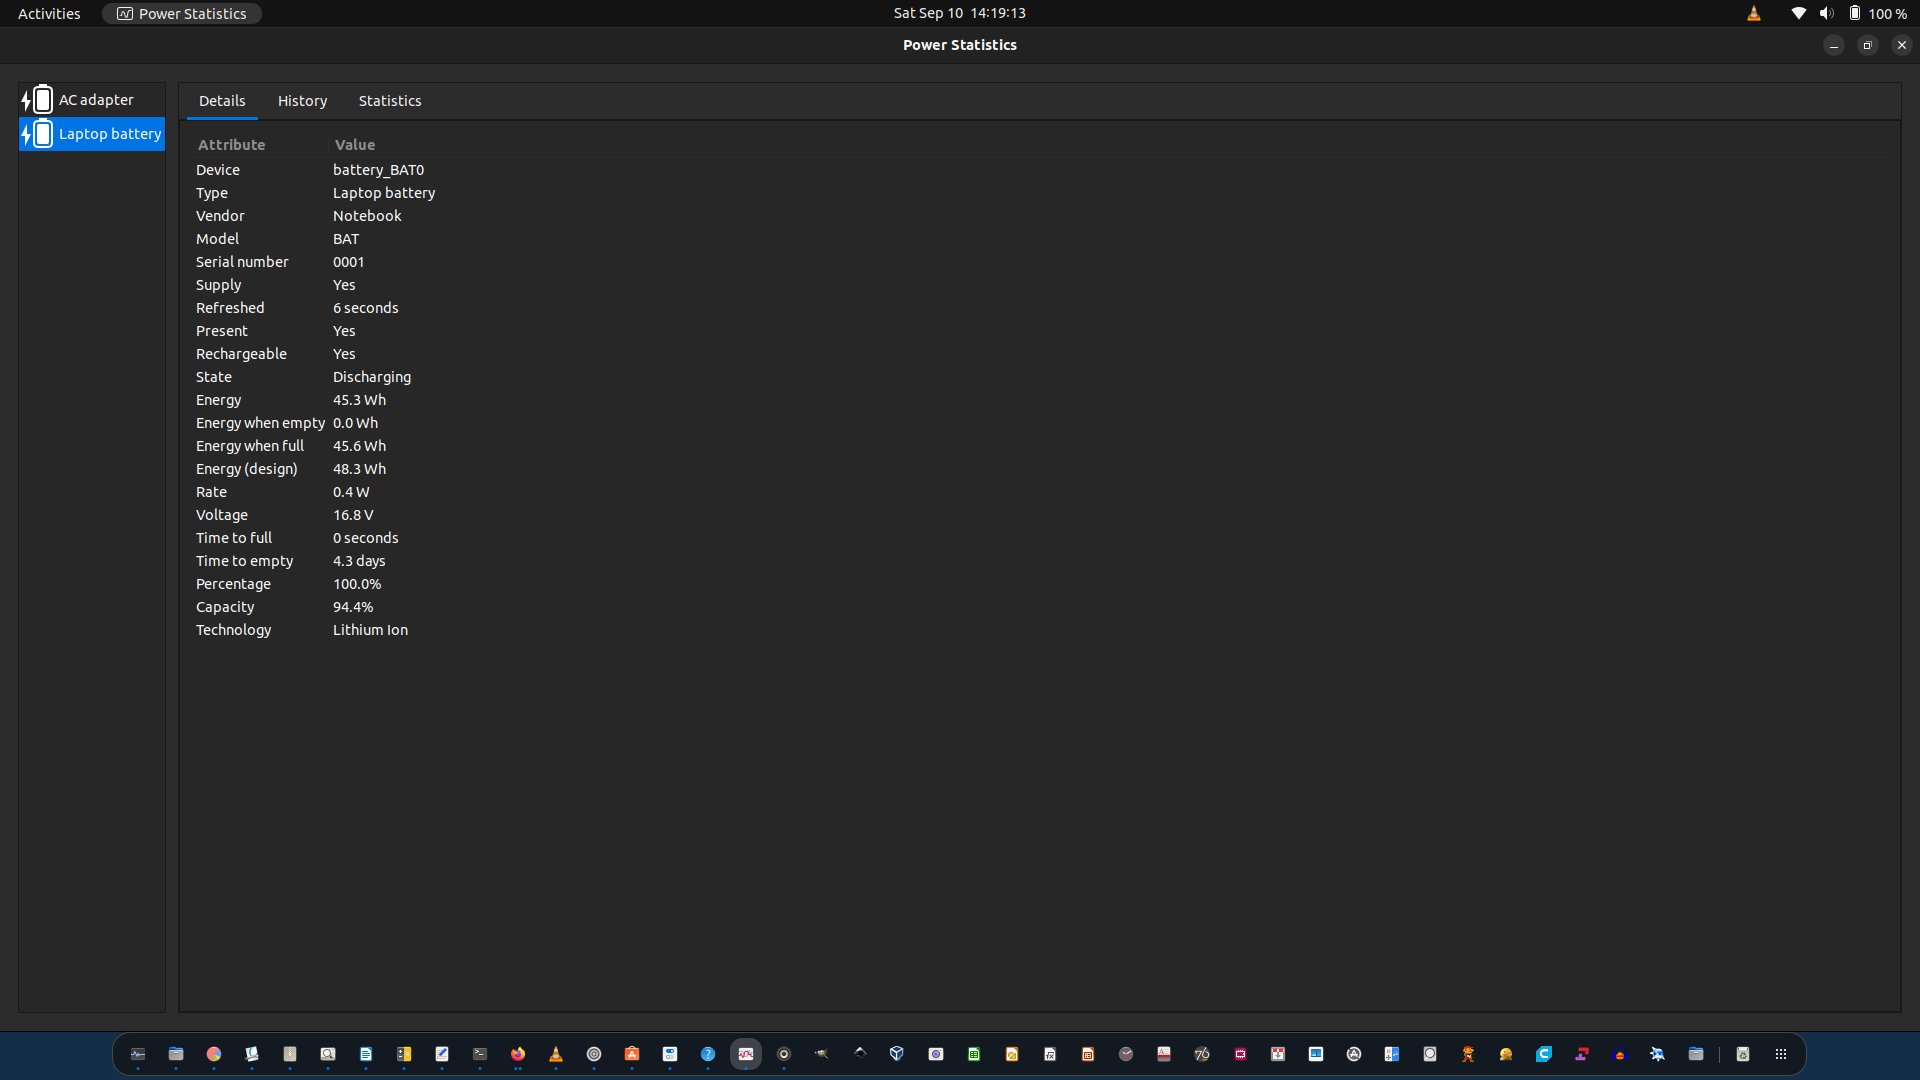 Activities
Power Statistics
Sat Sep 10 14:19:13
100 %
Power Statistics
AC adapter
Laptop battery
Details History Statistics
Attribute Value
Device battery_BAT0
Type Laptop battery
Vendor Notebook
Model BAT
Serial number 0001
Supply Yes
Refreshed 6 seconds
Present Yes
Rechargeable Yes
State Discharging
Energy 45.3 Wh
Energy when empty 0.0 Wh
Energy when full 45.6 Wh
Energy (design) 48.3 Wh
Rate 0.4 W
Voltage 16.8 V
Time to full 0 seconds
Time to empty 4.3 days
Percentage 100.0%
Capacity 94.4%
Technology Lithium Ion